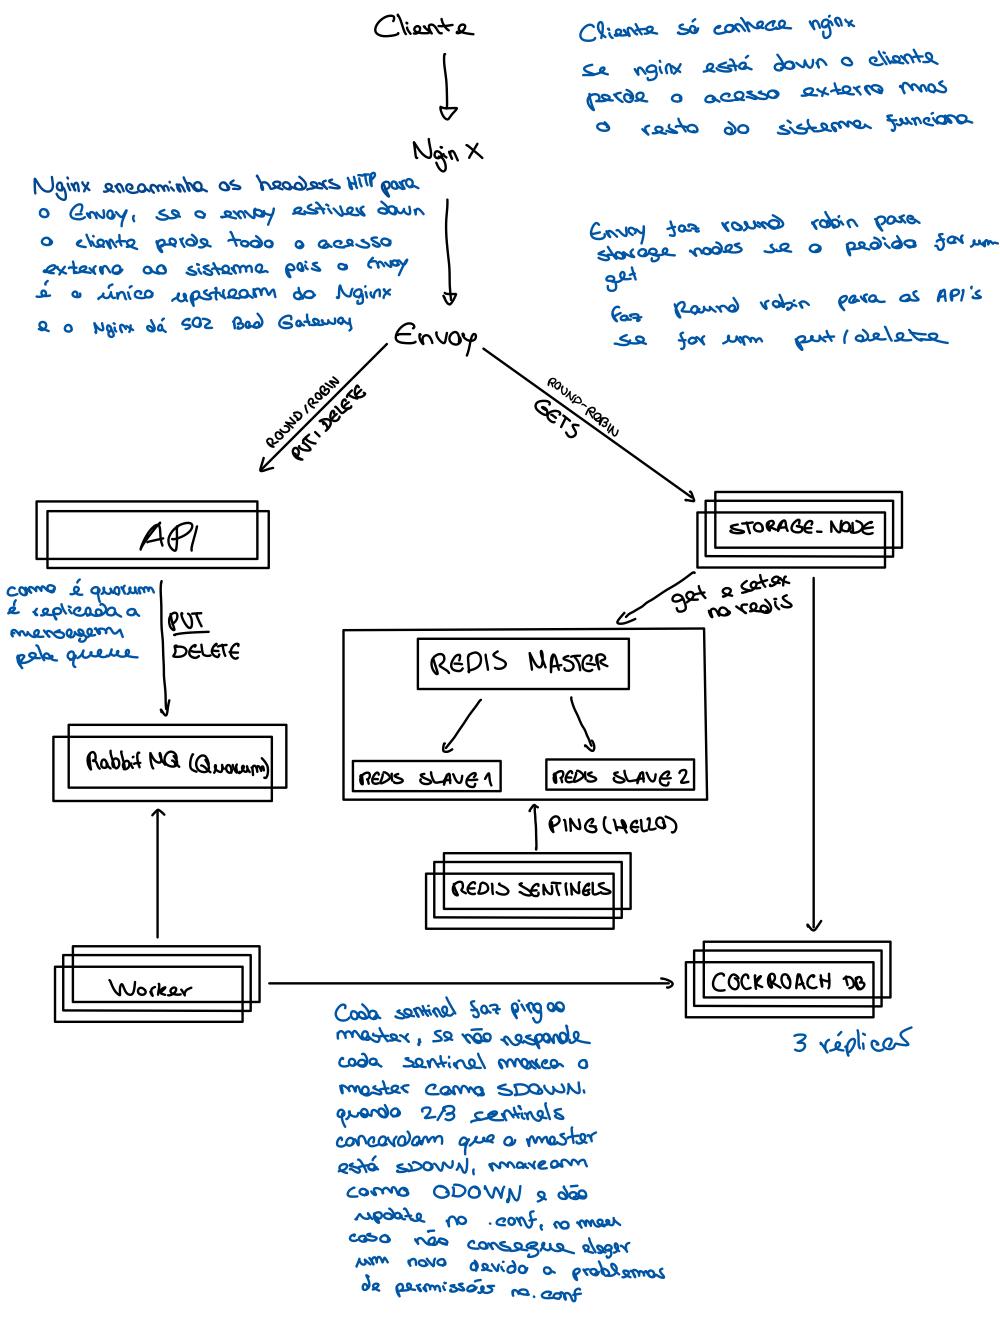 Cliente
Cliente só conhece nginx
se nginx está down o cliente
perde o acesso externo mas
o resto do sistema funciona
NginX
Nginx encaminha os headers HTTP para
o Envoy, se o envoy estiver down
o cliente perde todo o acesso
externo ao sistema pois o Envoy
é o único upstream do Nginx
e o Nginx dá 502 Bad Gateway
Envoy faz round robin para
storage nodes se o pedido for um
get
faz Round robin para as API's
se for um put/delete
Envoy
ROUND/ROBIN
PUT, DELETE
ROUND-ROBIN
GETS
API
STORAGE_NODE
como é quorum
é replicada a
mensagem
pela queue
PUT
DELETE
get e setex
no redis
REDIS MASTER
RabbitMQ (Quorum)
REDIS SLAVE 1
REDIS SLAVE 2
PING (HELLO)
REDIS SENTINELS
Worker
COCKROACH DB
3 réplicas
Cada sentinel faz ping ao
master, se não responde
cada sentinel marca o
master como SDOWN.
quando 2/3 sentinels
concordam que o master
está SDOWN, marcam
como ODOWN e dão
update no .conf, no meu
caso não consegue eleger
um novo devido a problemas
de permissões no .conf